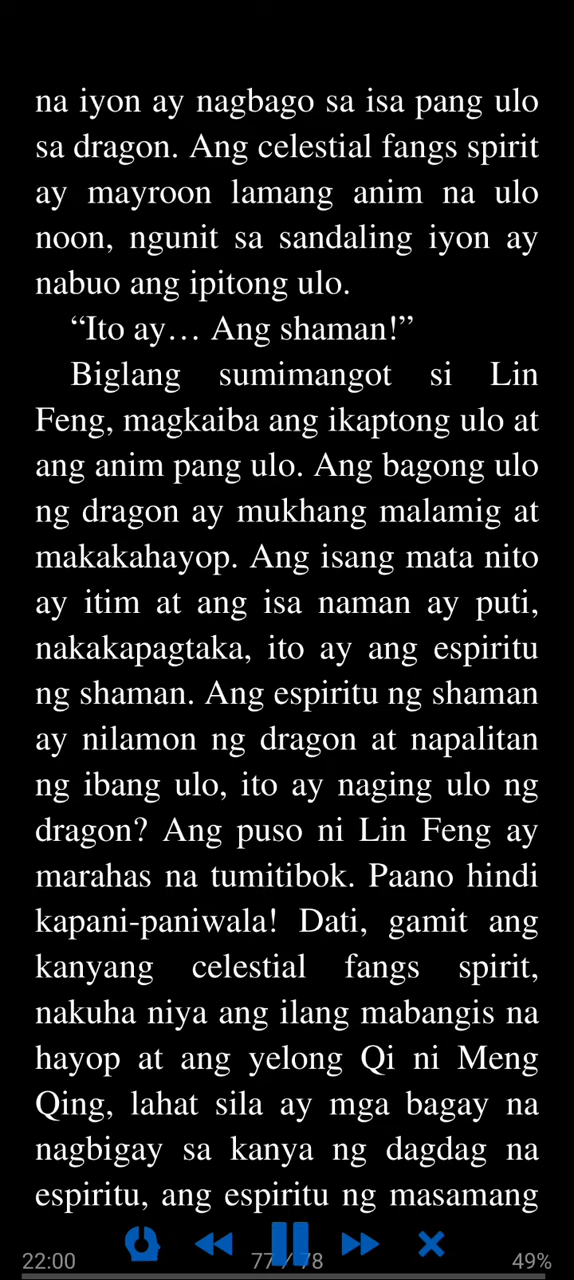 na iyon ay nagbago sa isa pang ulo
sa dragon. Ang celestial fangs spirit
ay mayroon lamang anim na ulo
noon, ngunit sa sandaling iyon ay
nabuo ang ipitong ulo.
“Ito ay… Ang shaman!”
Biglang sumimangot si Lin
Feng, magkaiba ang ikaptong ulo at
ang anim pang ulo. Ang bagong ulo
ng dragon ay mukhang malamig at
makakahayop. Ang isang mata nito
ay itim at ang isa naman ay puti,
nakakapagtaka, ito ay ang espiritu
ng shaman. Ang espiritu ng shaman
ay nilamon ng dragon at napalitan
ng ibang ulo, ito ay naging ulo ng
dragon? Ang puso ni Lin Feng ay
marahas na tumitibok. Paano hindi
kapani-paniwala! Dati, gamit ang
kanyang celestial fangs spirit,
nakuha niya ang ilang mabangis na
hayop at ang yelong Qi ni Meng
Qing, lahat sila ay mga bagay na
nagbigay sa kanya ng dagdag na
espiritu, ang espiritu ng masamang
22:00 77 / 78 49%